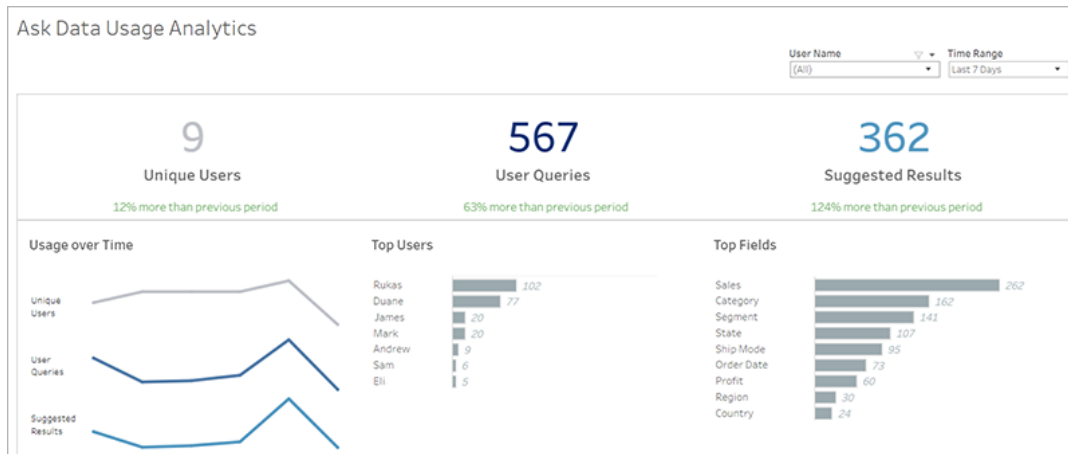 Ask Data Usage Analytics
User Name
Time Range
(All)
Last 7 Days
9
Unique Users
12% more than previous period
567
User Queries
63% more than previous period
362
Suggested Results
124% more than previous period
Usage over Time
Unique
Users
User
Queries
Suggested
Results
Top Users
Rukas 102
Duane 77
James 20
Mark 20
Andrew 9
Sam 6
Eli 5
Top Fields
Sales 262
Category 162
Segment 141
State 107
Ship Mode 95
Order Date 73
Profit 60
Region 30
Country 24